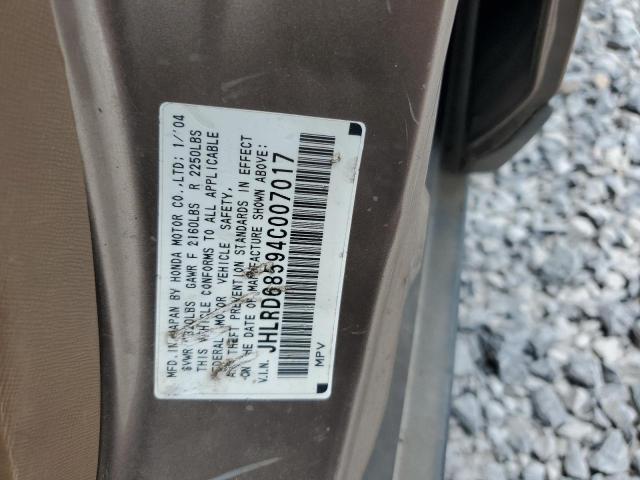 MFD. IN JAPAN BY HONDA MOTOR CO., LTD; 1/'04
GVWR 4320LBS GAWR F 2160LBS R 2250LBS
THIS VEHICLE CONFORMS TO ALL APPLICABLE
FEDERAL MOTOR VEHICLE SAFETY,
AND THEFT PREVENTION STANDARDS IN EFFECT
ON THE DATE OF MANUFACTURE SHOWN ABOVE:
V.I.N. JHLRD68594C007017
MPV